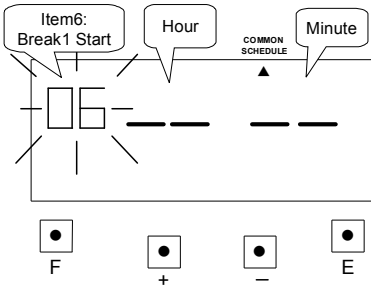 Item6:
Break1 Start
Hour
COMMON
SCHEDULE
Minute
06 -- --
F
+
−
E